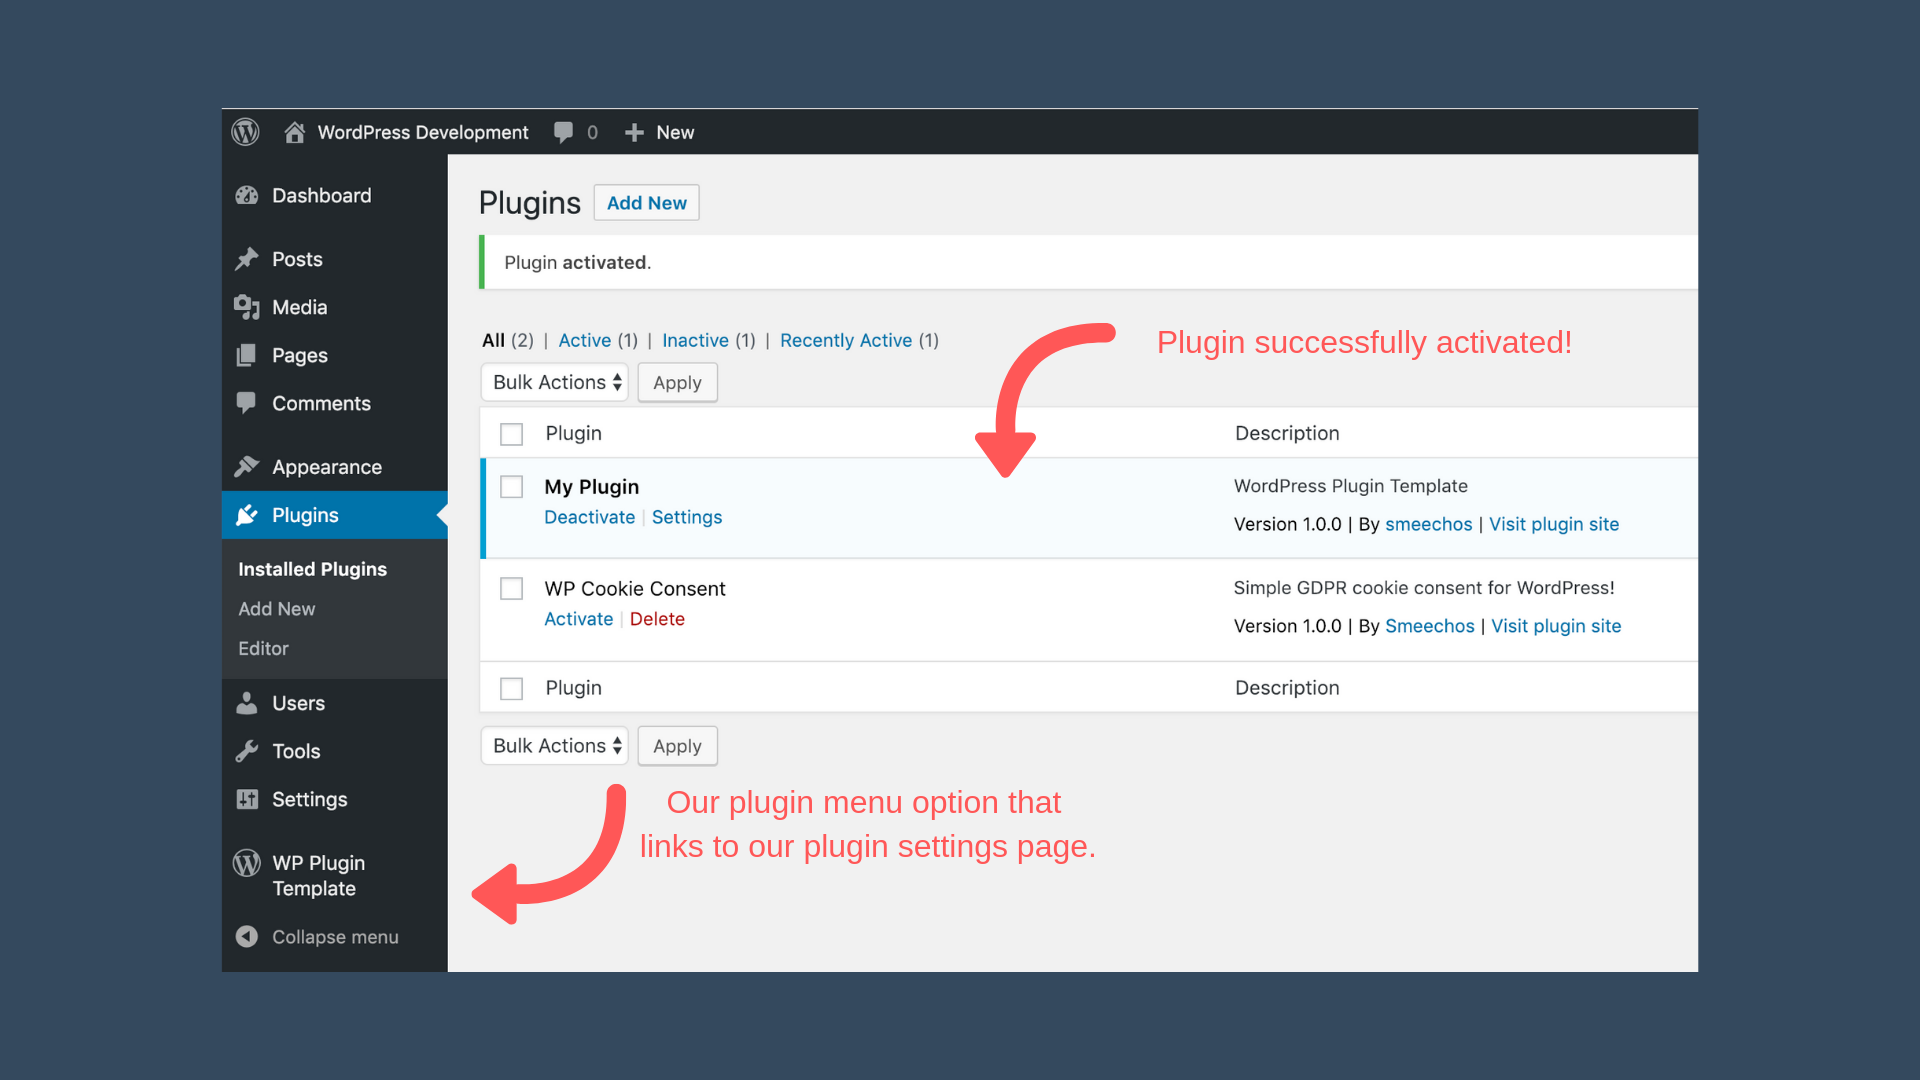 WordPress Development 0 New
Dashboard
Posts
Media
Pages
Comments
Appearance
Plugins
Installed Plugins
Add New
Editor
Users
Tools
Settings
WP Plugin
Template
Collapse menu
Plugins Add New
Plugin activated.
All (2) | Active (1) | Inactive (1) | Recently Active (1)
Plugin successfully activated!
Bulk Actions Apply
Plugin Description
My Plugin WordPress Plugin Template
Deactivate | Settings Version 1.0.0 | By smeechos | Visit plugin site
WP Cookie Consent Simple GDPR cookie consent for WordPress!
Activate | Delete Version 1.0.0 | By Smeechos | Visit plugin site
Plugin Description
Bulk Actions Apply
Our plugin menu option that
links to our plugin settings page.